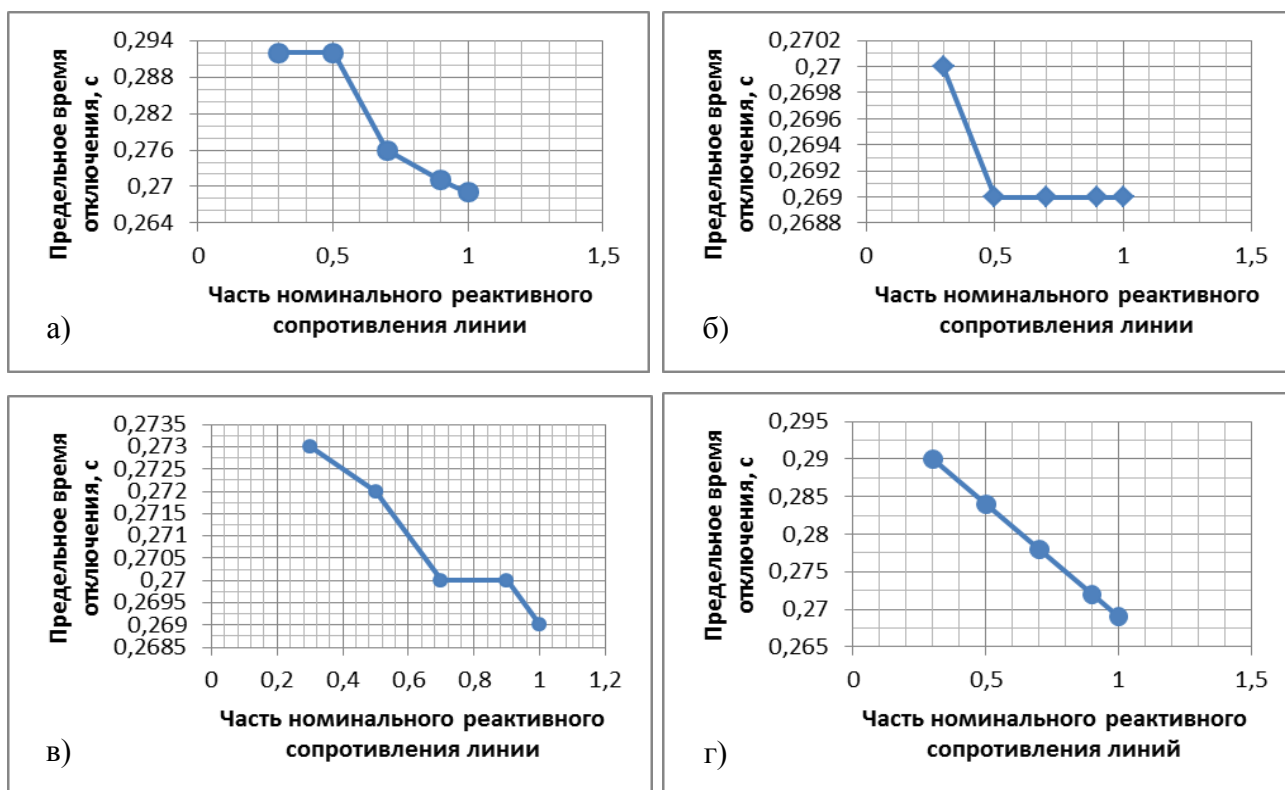 Предельное время
отключения, с
0,294
0,288
0,282
0,276
0,27
0,264
0 0,5 1 1,5
Часть номинального реактивного
сопротивления линии
а)
Предельное время
отключения, с
0,2702
0,27
0,2698
0,2696
0,2694
0,2692
0,269
0,2688
0 0,5 1 1,5
Часть номинального реактивного
сопротивления линии
б)
Предельное время
отключения, с
0,2735
0,273
0,2725
0,272
0,2715
0,271
0,2705
0,27
0,2695
0,269
0,2685
0 0,2 0,4 0,6 0,8 1 1,2
Часть номинального реактивного
сопротивления линии
в)
Предельное время
отключения, с
0,295
0,29
0,285
0,28
0,275
0,27
0,265
0 0,5 1 1,5
Часть номинального реактивного
сопротивления линий
г)